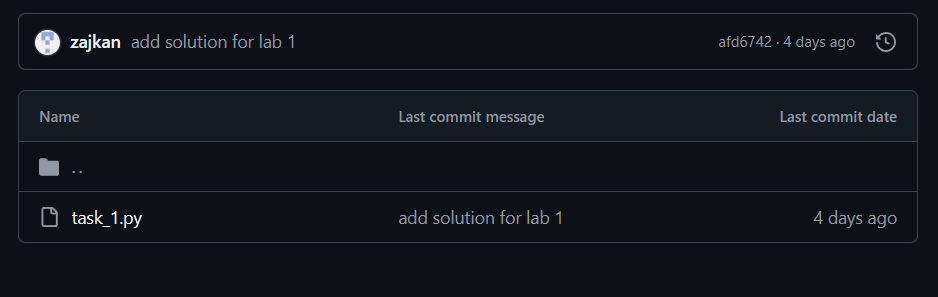 zajkan add solution for lab 1 afd6742 · 4 days ago
Name Last commit message Last commit date
..
task_1.py add solution for lab 1 4 days ago